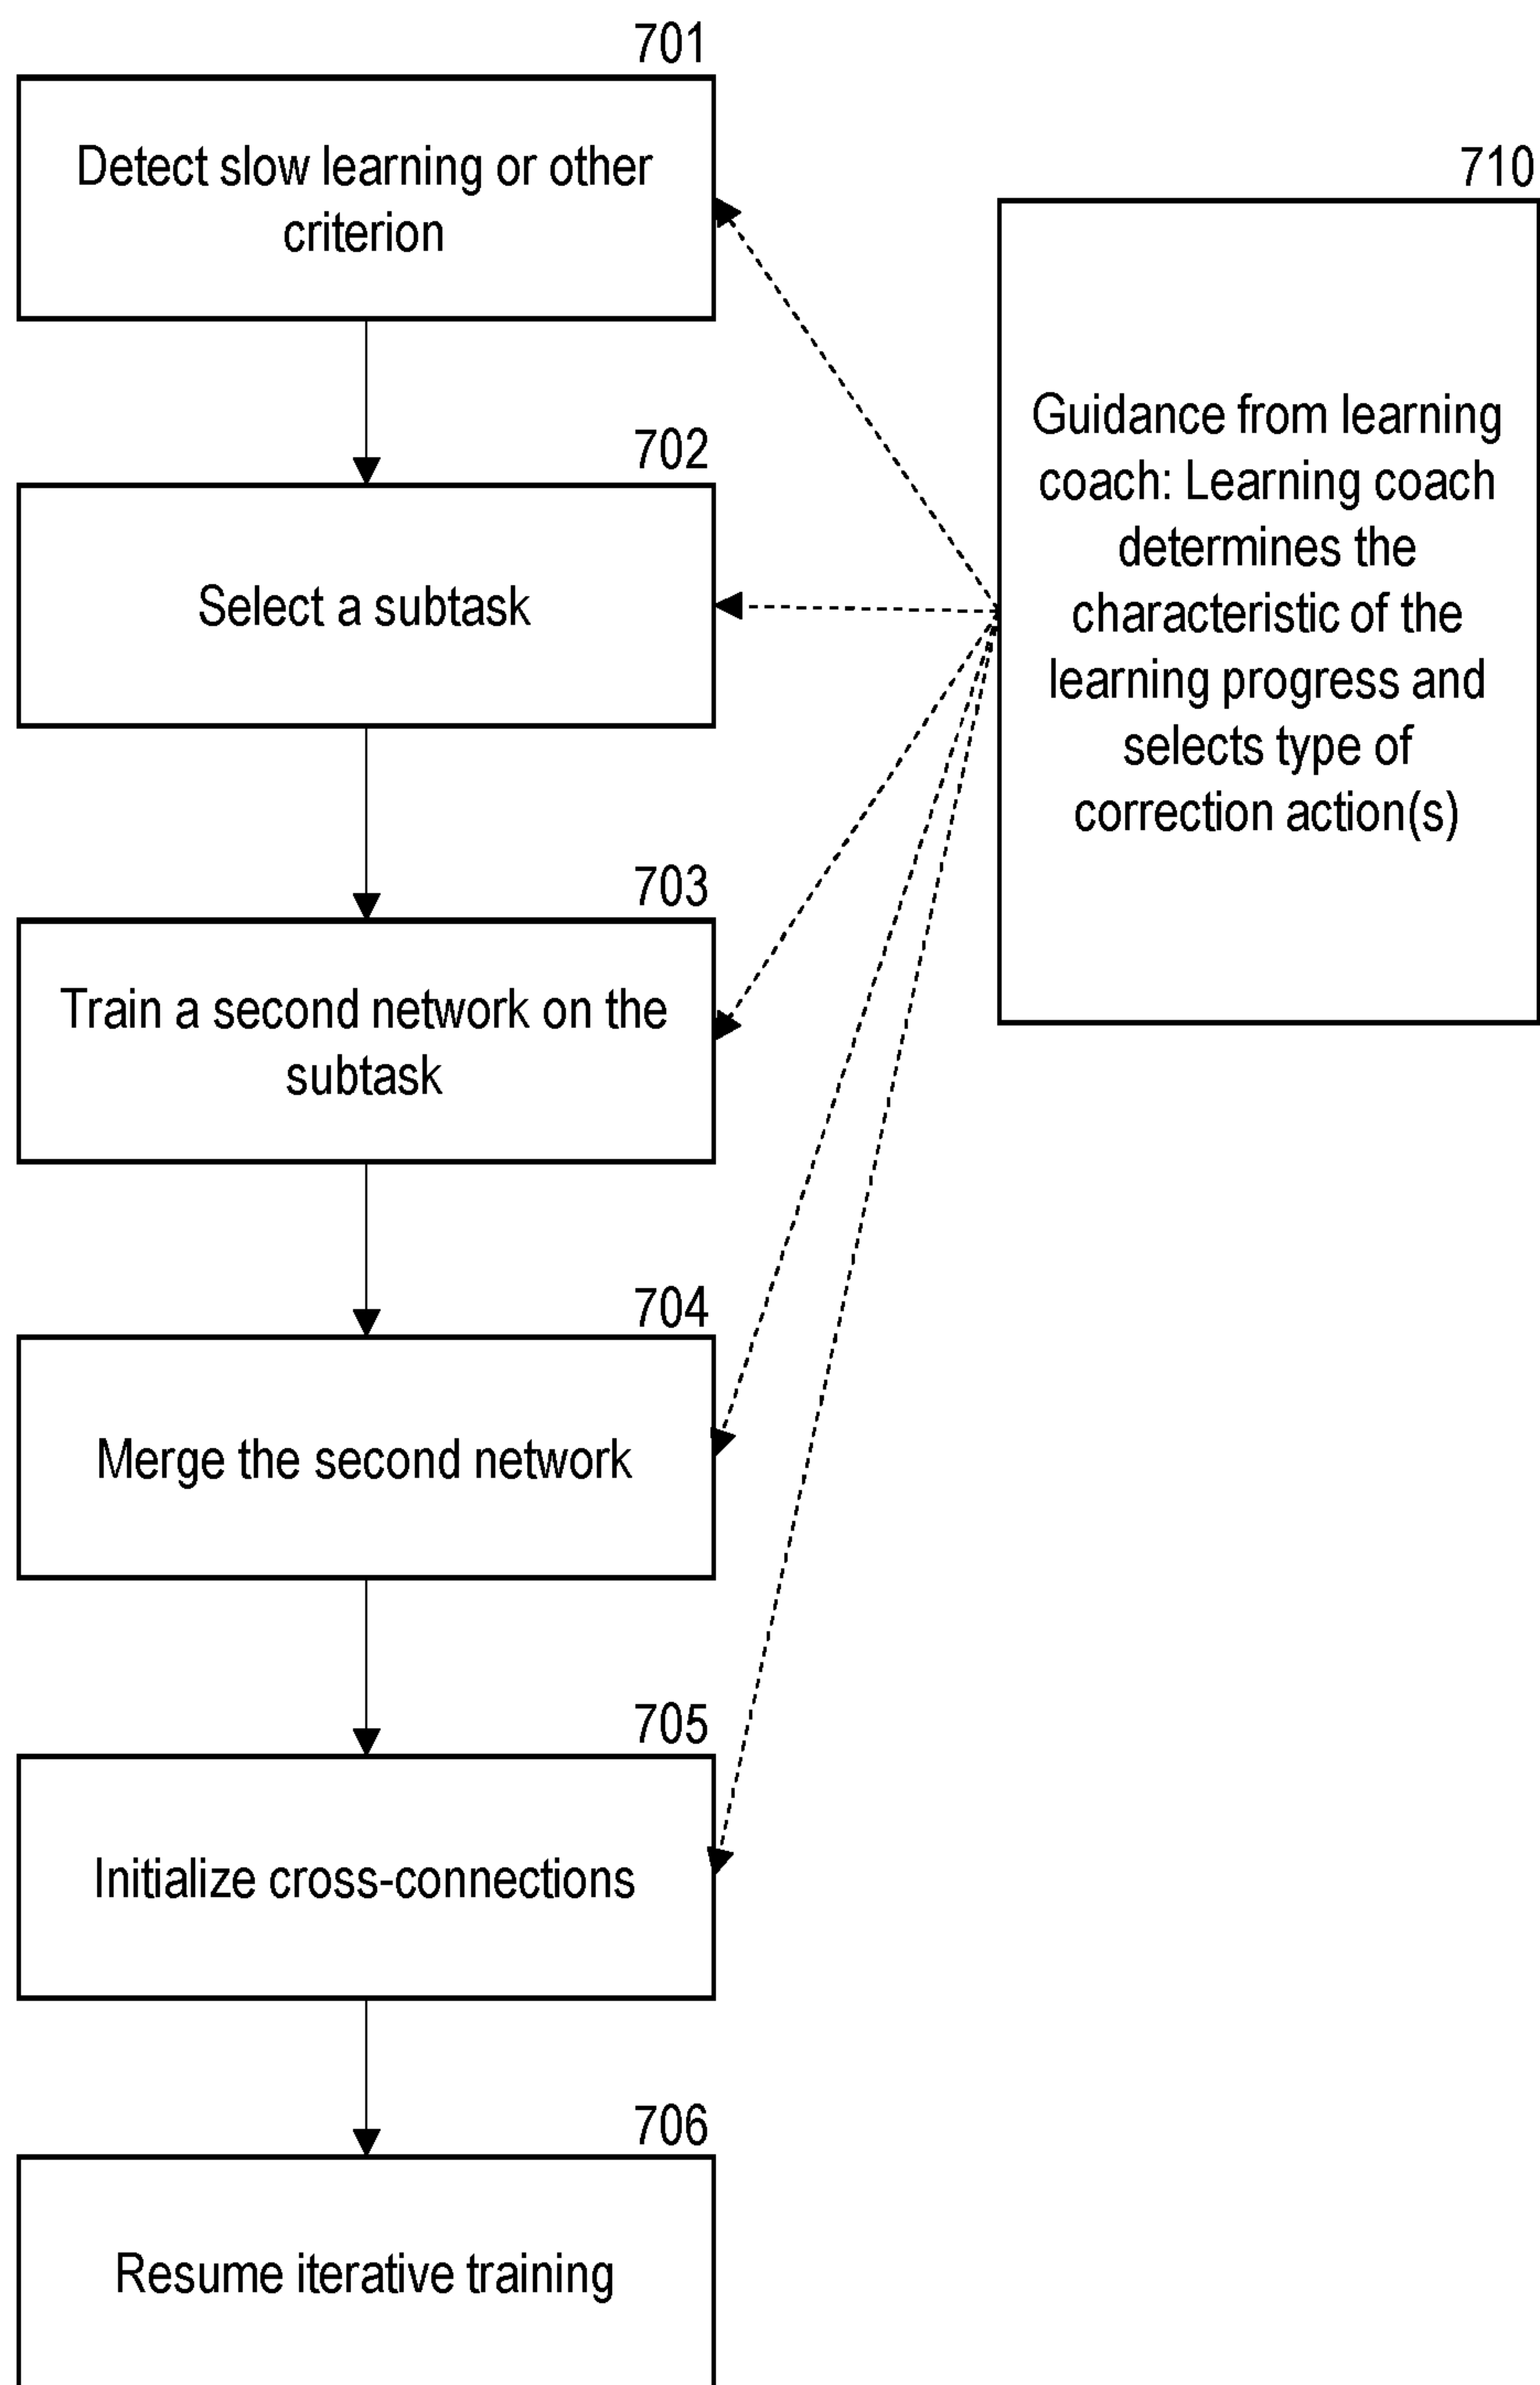 701
Detect slow learning or other
criterion
702
Select a subtask
703
Train a second network on the
subtask
704
Merge the second network
705
Initialize cross-connections
706
Resume iterative training
710
Guidance from learning
coach: Learning coach
determines the
characteristic of the
learning progress and
selects type of
correction action(s)